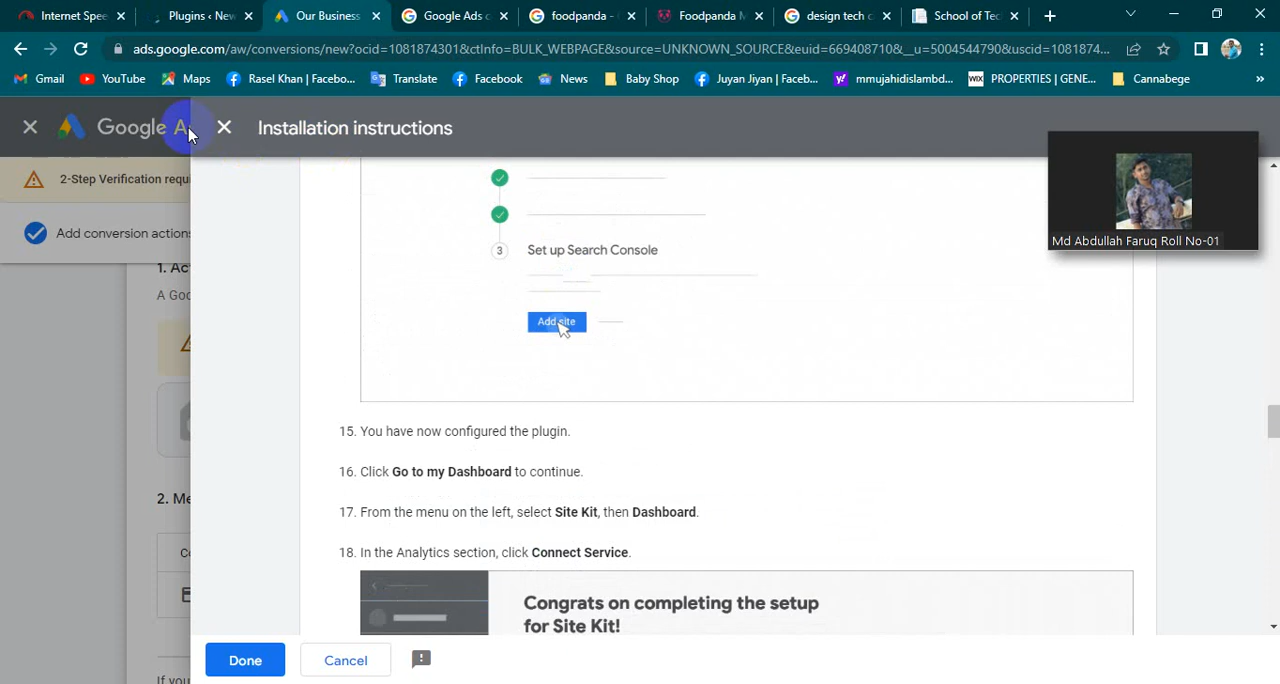 Internet Spee
Plugins ‹ New
Our Business
Google Ads c
foodpanda -
Foodpanda M
design tech c
School of Tec
ads.google.com/aw/conversions/new?ocid=1081874301&ctInfo=BULK_WEBPAGE&source=UNKNOWN_SOURCE&euid=669408710&__u=5004544790&uscid=1081874...
Gmail
YouTube
Maps
Rasel Khan | Facebo...
Translate
Facebook
News
Baby Shop
Juyan Jiyan | Faceb...
mmujahidislambd...
WIX
PROPERTIES | GENE...
Cannabege
»
Google A
Installation instructions
2-Step Verification requi
Add conversion actions
Md Abdullah Faruq Roll No-01
3 Set up Search Console
Add site
1. Ac
A Goo
2. Me
Co
If you
15. You have now configured the plugin.
16. Click Go to my Dashboard to continue.
17. From the menu on the left, select Site Kit, then Dashboard.
18. In the Analytics section, click Connect Service.
Congrats on completing the setup
for Site Kit!
Done
Cancel